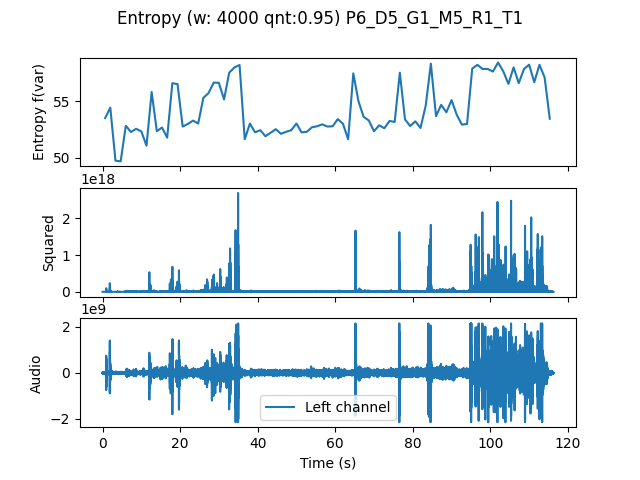 Entropy (w: 4000 qnt:0.95) P6_D5_G1_M5_R1_T1
Entropy f(var)
55
50
1e18
Squared
2
1
0
1e9
Audio
2
0
−2
Left channel
0 20 40 60 80 100 120
Time (s)